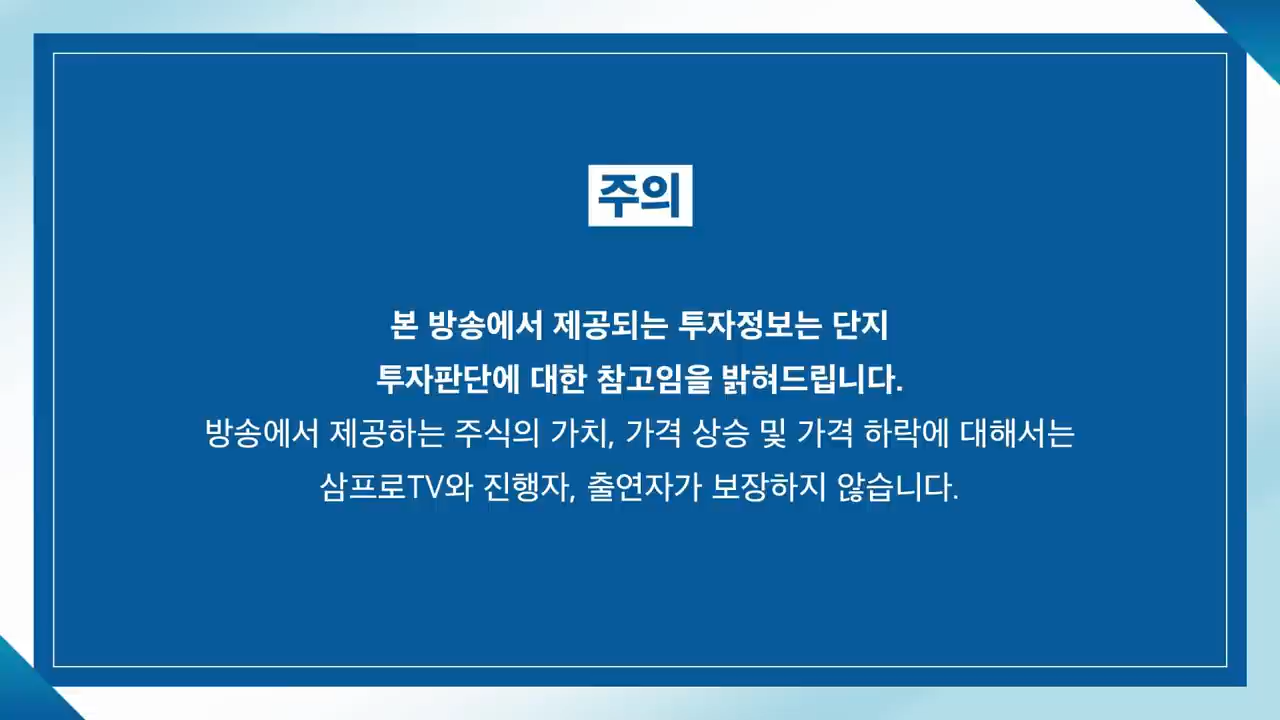 주의
본 방송에서 제공되는 투자정보는 단지
투자판단에 대한 참고임을 밝혀드립니다.
방송에서 제공하는 주식의 가치, 가격 상승 및 가격 하락에 대해서는
삼프로TV와 진행자, 출연자가 보장하지 않습니다.